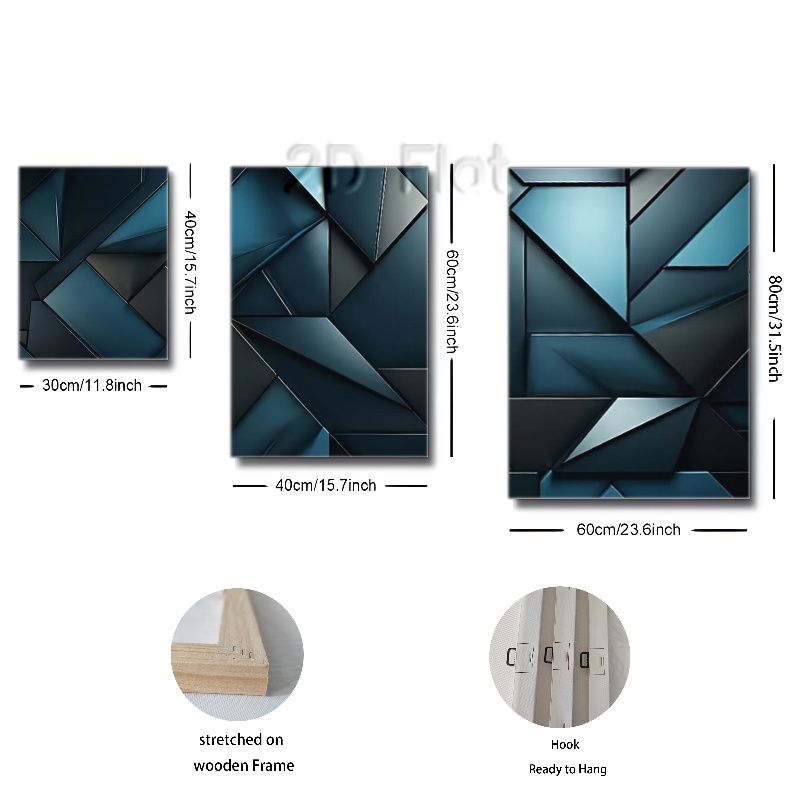 2D Flat
40cm/15.7inch
60cm/23.6inch
80cm/31.5inch
30cm/11.8inch
40cm/15.7inch
60cm/23.6inch
stretched on
wooden Frame
Hook
Ready to Hang